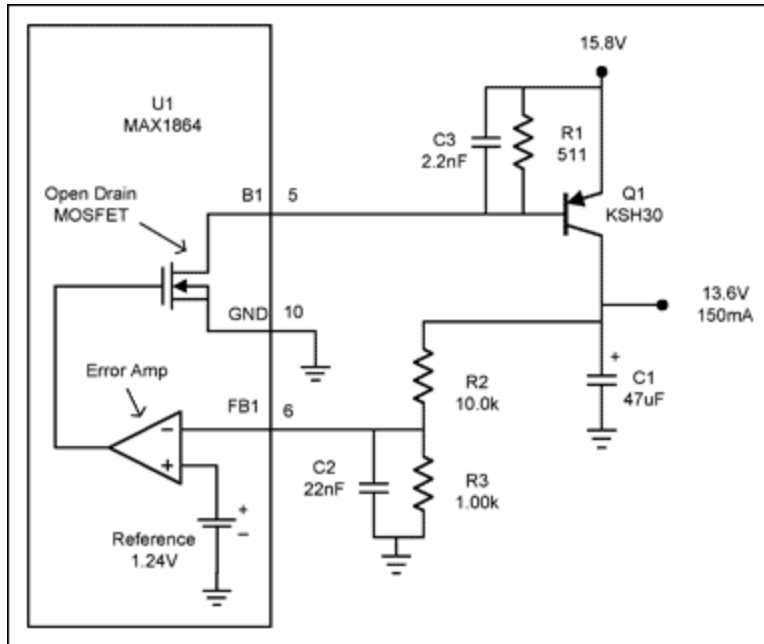 U1
MAX1864
Open Drain
MOSFET
B1
5
GND
10
Error Amp
FB1
6
−
+
Reference
1.24V
+
−
15.8V
C3
2.2nF
R1
511
Q1
KSH30
13.6V
150mA
R2
10.0k
+
C1
47uF
C2
22nF
R3
1.00k